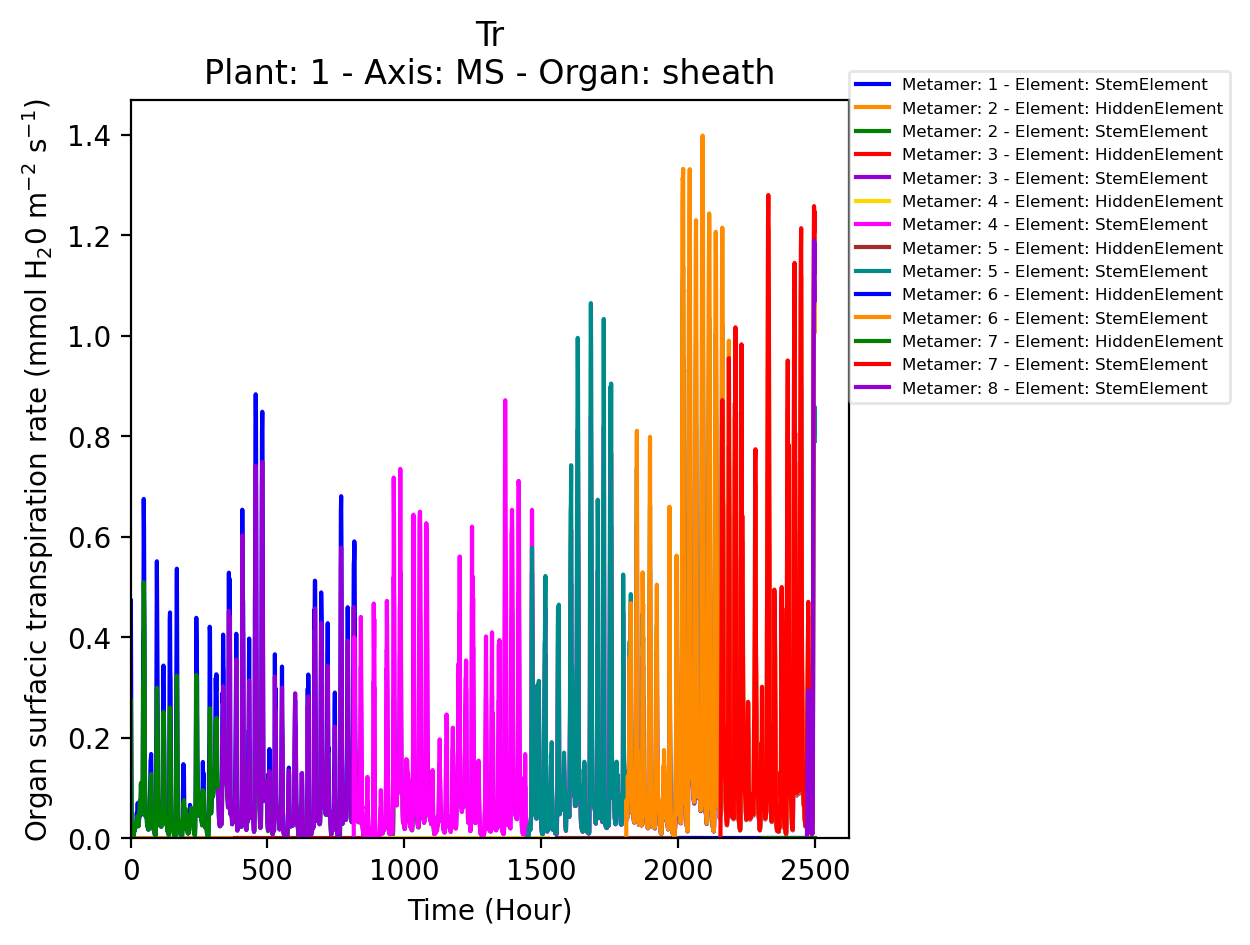 Tr
Plant: 1 - Axis: MS - Organ: sheath
Organ surfacic transpiration rate (mmol H₂0 m⁻² s⁻¹)
1.4
1.2
1.0
0.8
0.6
0.4
0.2
0.0
0 500 1000 1500 2000 2500
Time (Hour)
Metamer: 1 - Element: StemElement
Metamer: 2 - Element: HiddenElement
Metamer: 2 - Element: StemElement
Metamer: 3 - Element: HiddenElement
Metamer: 3 - Element: StemElement
Metamer: 4 - Element: HiddenElement
Metamer: 4 - Element: StemElement
Metamer: 5 - Element: HiddenElement
Metamer: 5 - Element: StemElement
Metamer: 6 - Element: HiddenElement
Metamer: 6 - Element: StemElement
Metamer: 7 - Element: HiddenElement
Metamer: 7 - Element: StemElement
Metamer: 8 - Element: StemElement